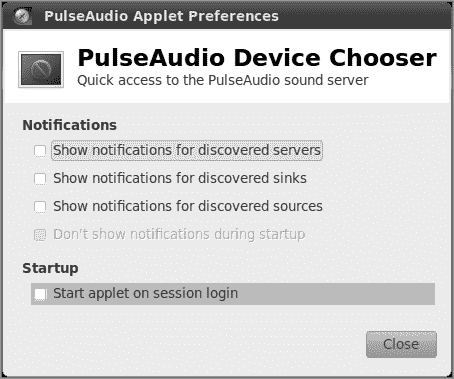 PulseAudio Applet Preferences
PulseAudio Device Chooser
Quick access to the PulseAudio sound server
Notifications
Show notifications for discovered servers
Show notifications for discovered sinks
Show notifications for discovered sources
Don't show notifications during startup
Startup
Start applet on session login
Close